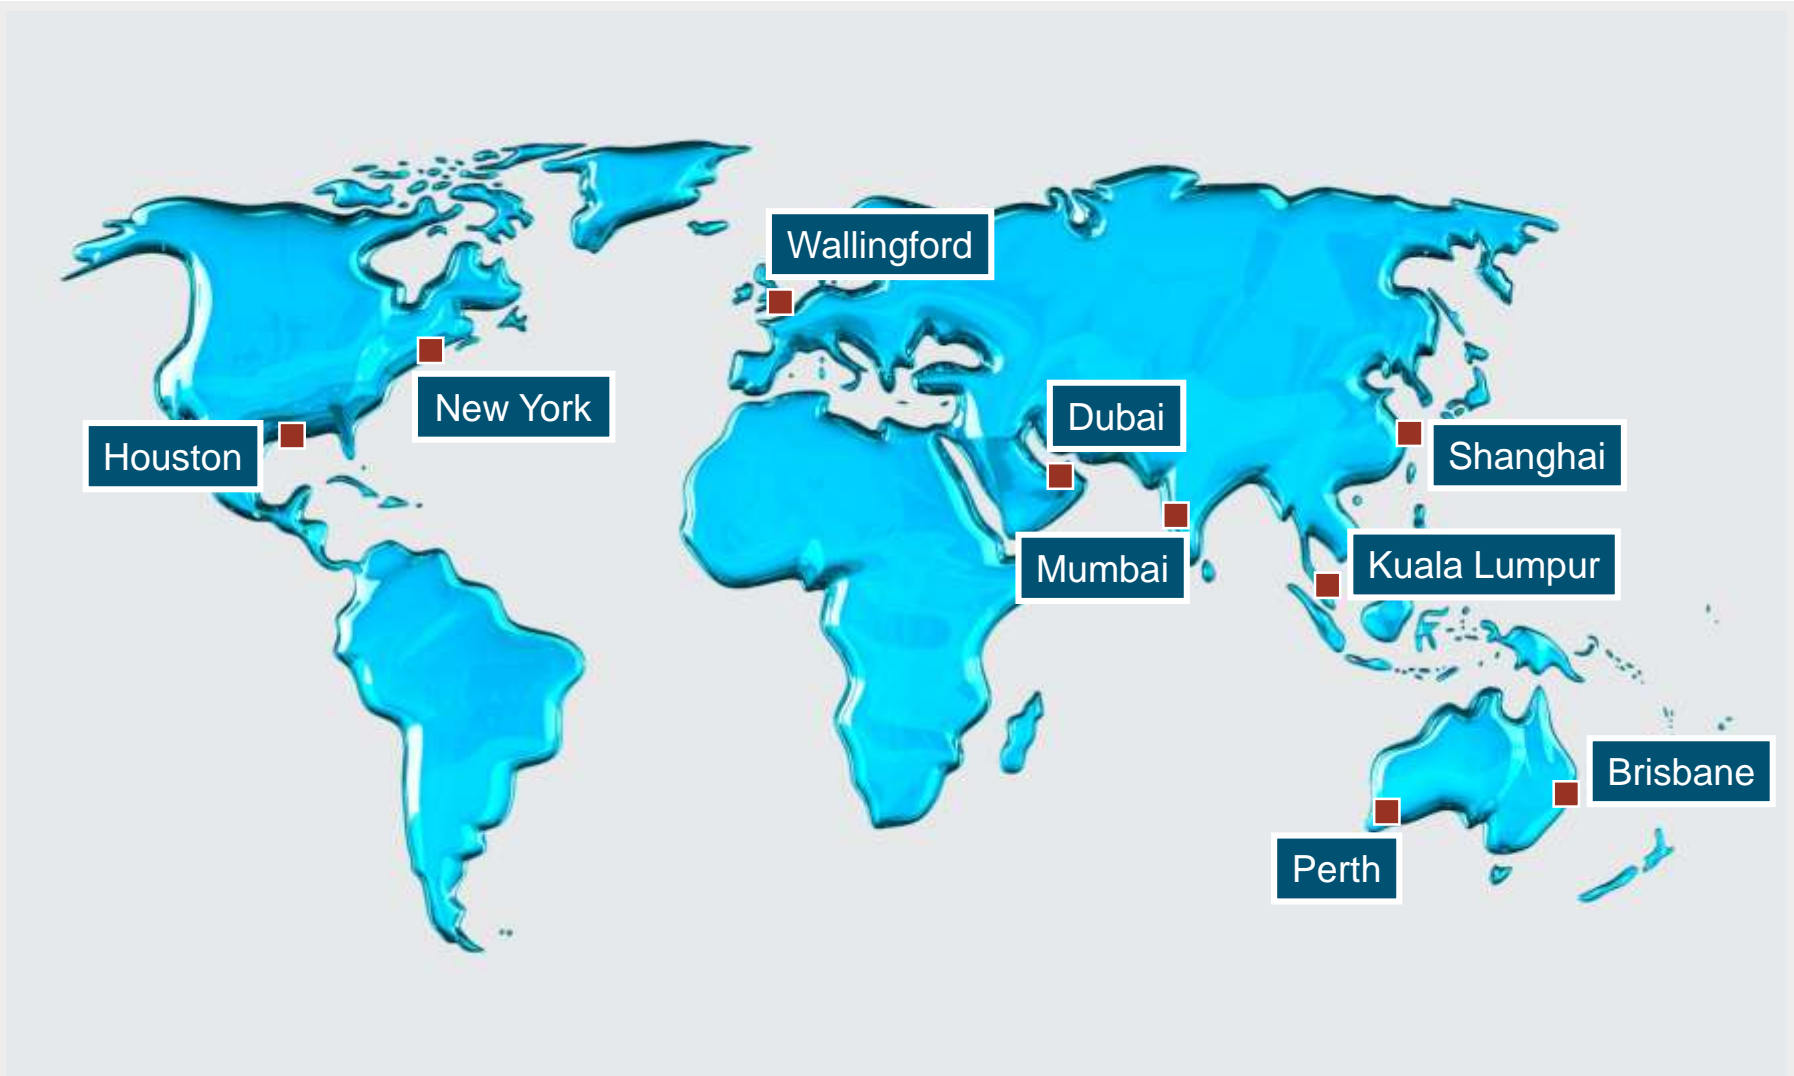 Wallingford
New York
Dubai
Houston
Shanghai
Mumbai
Kuala Lumpur
Brisbane
Perth